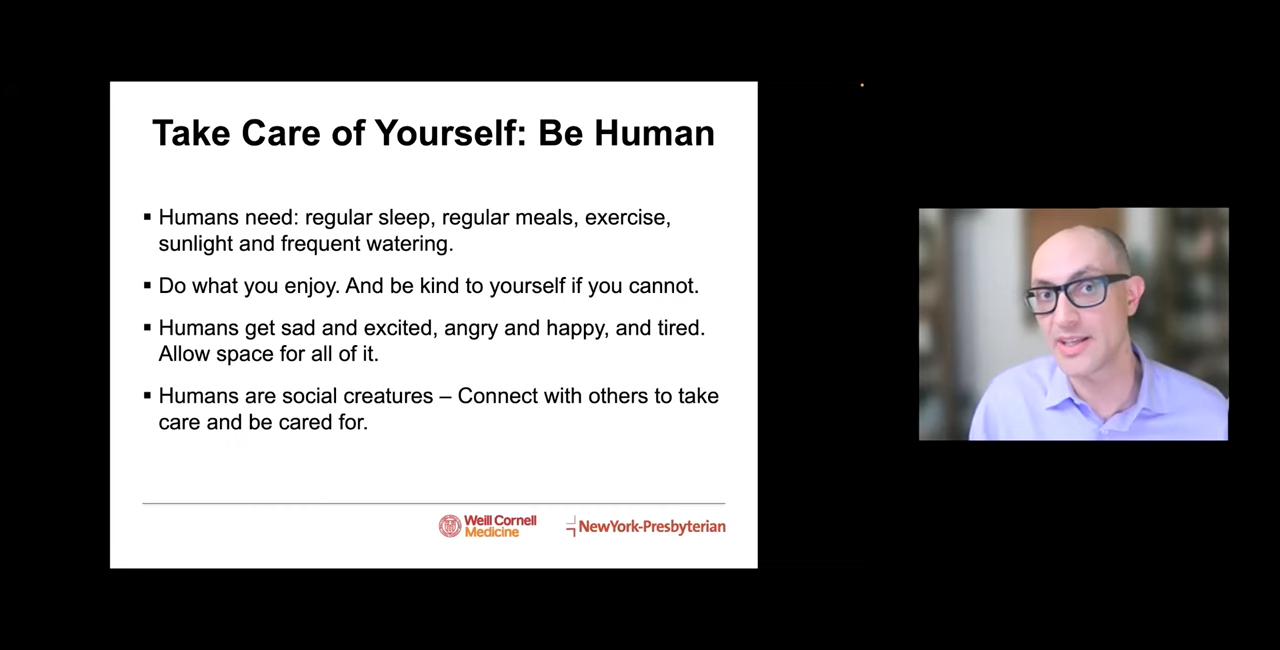 Take Care of Yourself: Be Human
▪ Humans need: regular sleep, regular meals, exercise,
sunlight and frequent watering.
▪ Do what you enjoy. And be kind to yourself if you cannot.
▪ Humans get sad and excited, angry and happy, and tired.
Allow space for all of it.
▪ Humans are social creatures – Connect with others to take
care and be cared for.
Weill Cornell
Medicine
NewYork-Presbyterian